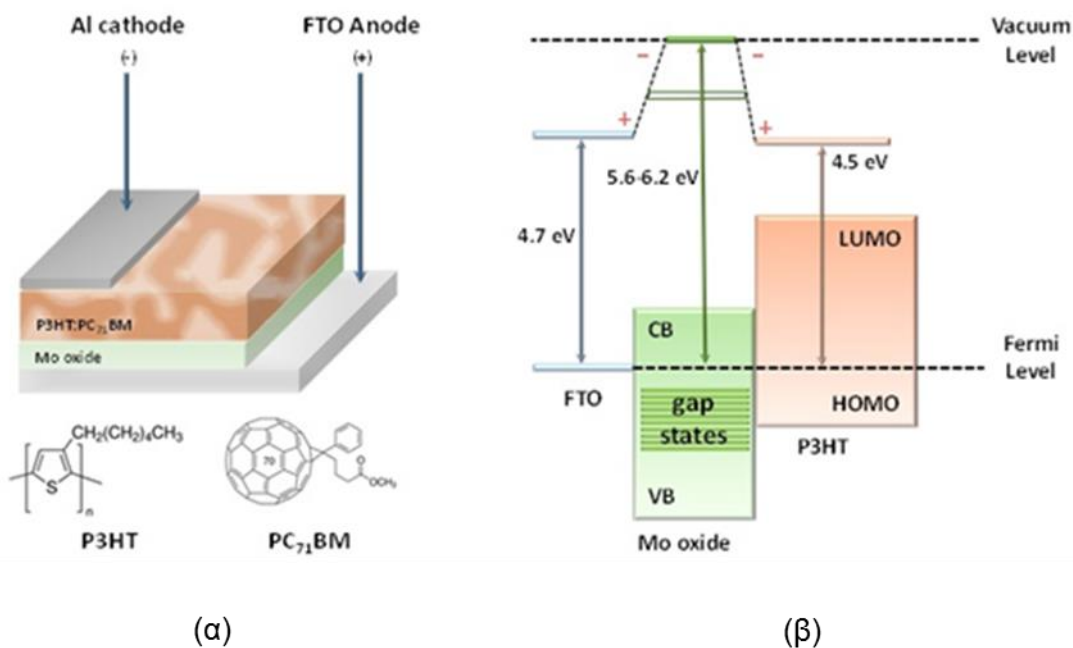 Al cathode
(-)
FTO Anode
(+)
P3HT:PC₇₁BM
Mo oxide
CH₂(CH₂)₄CH₃
S
n
P3HT
70
O
OCH₃
PC₇₁BM
(α)
Vacuum
Level
−
−
+
+
4.7 eV
5.6-6.2 eV
4.5 eV
LUMO
CB
Fermi
Level
FTO
gap
states
HOMO
P3HT
VB
Mo oxide
(β)